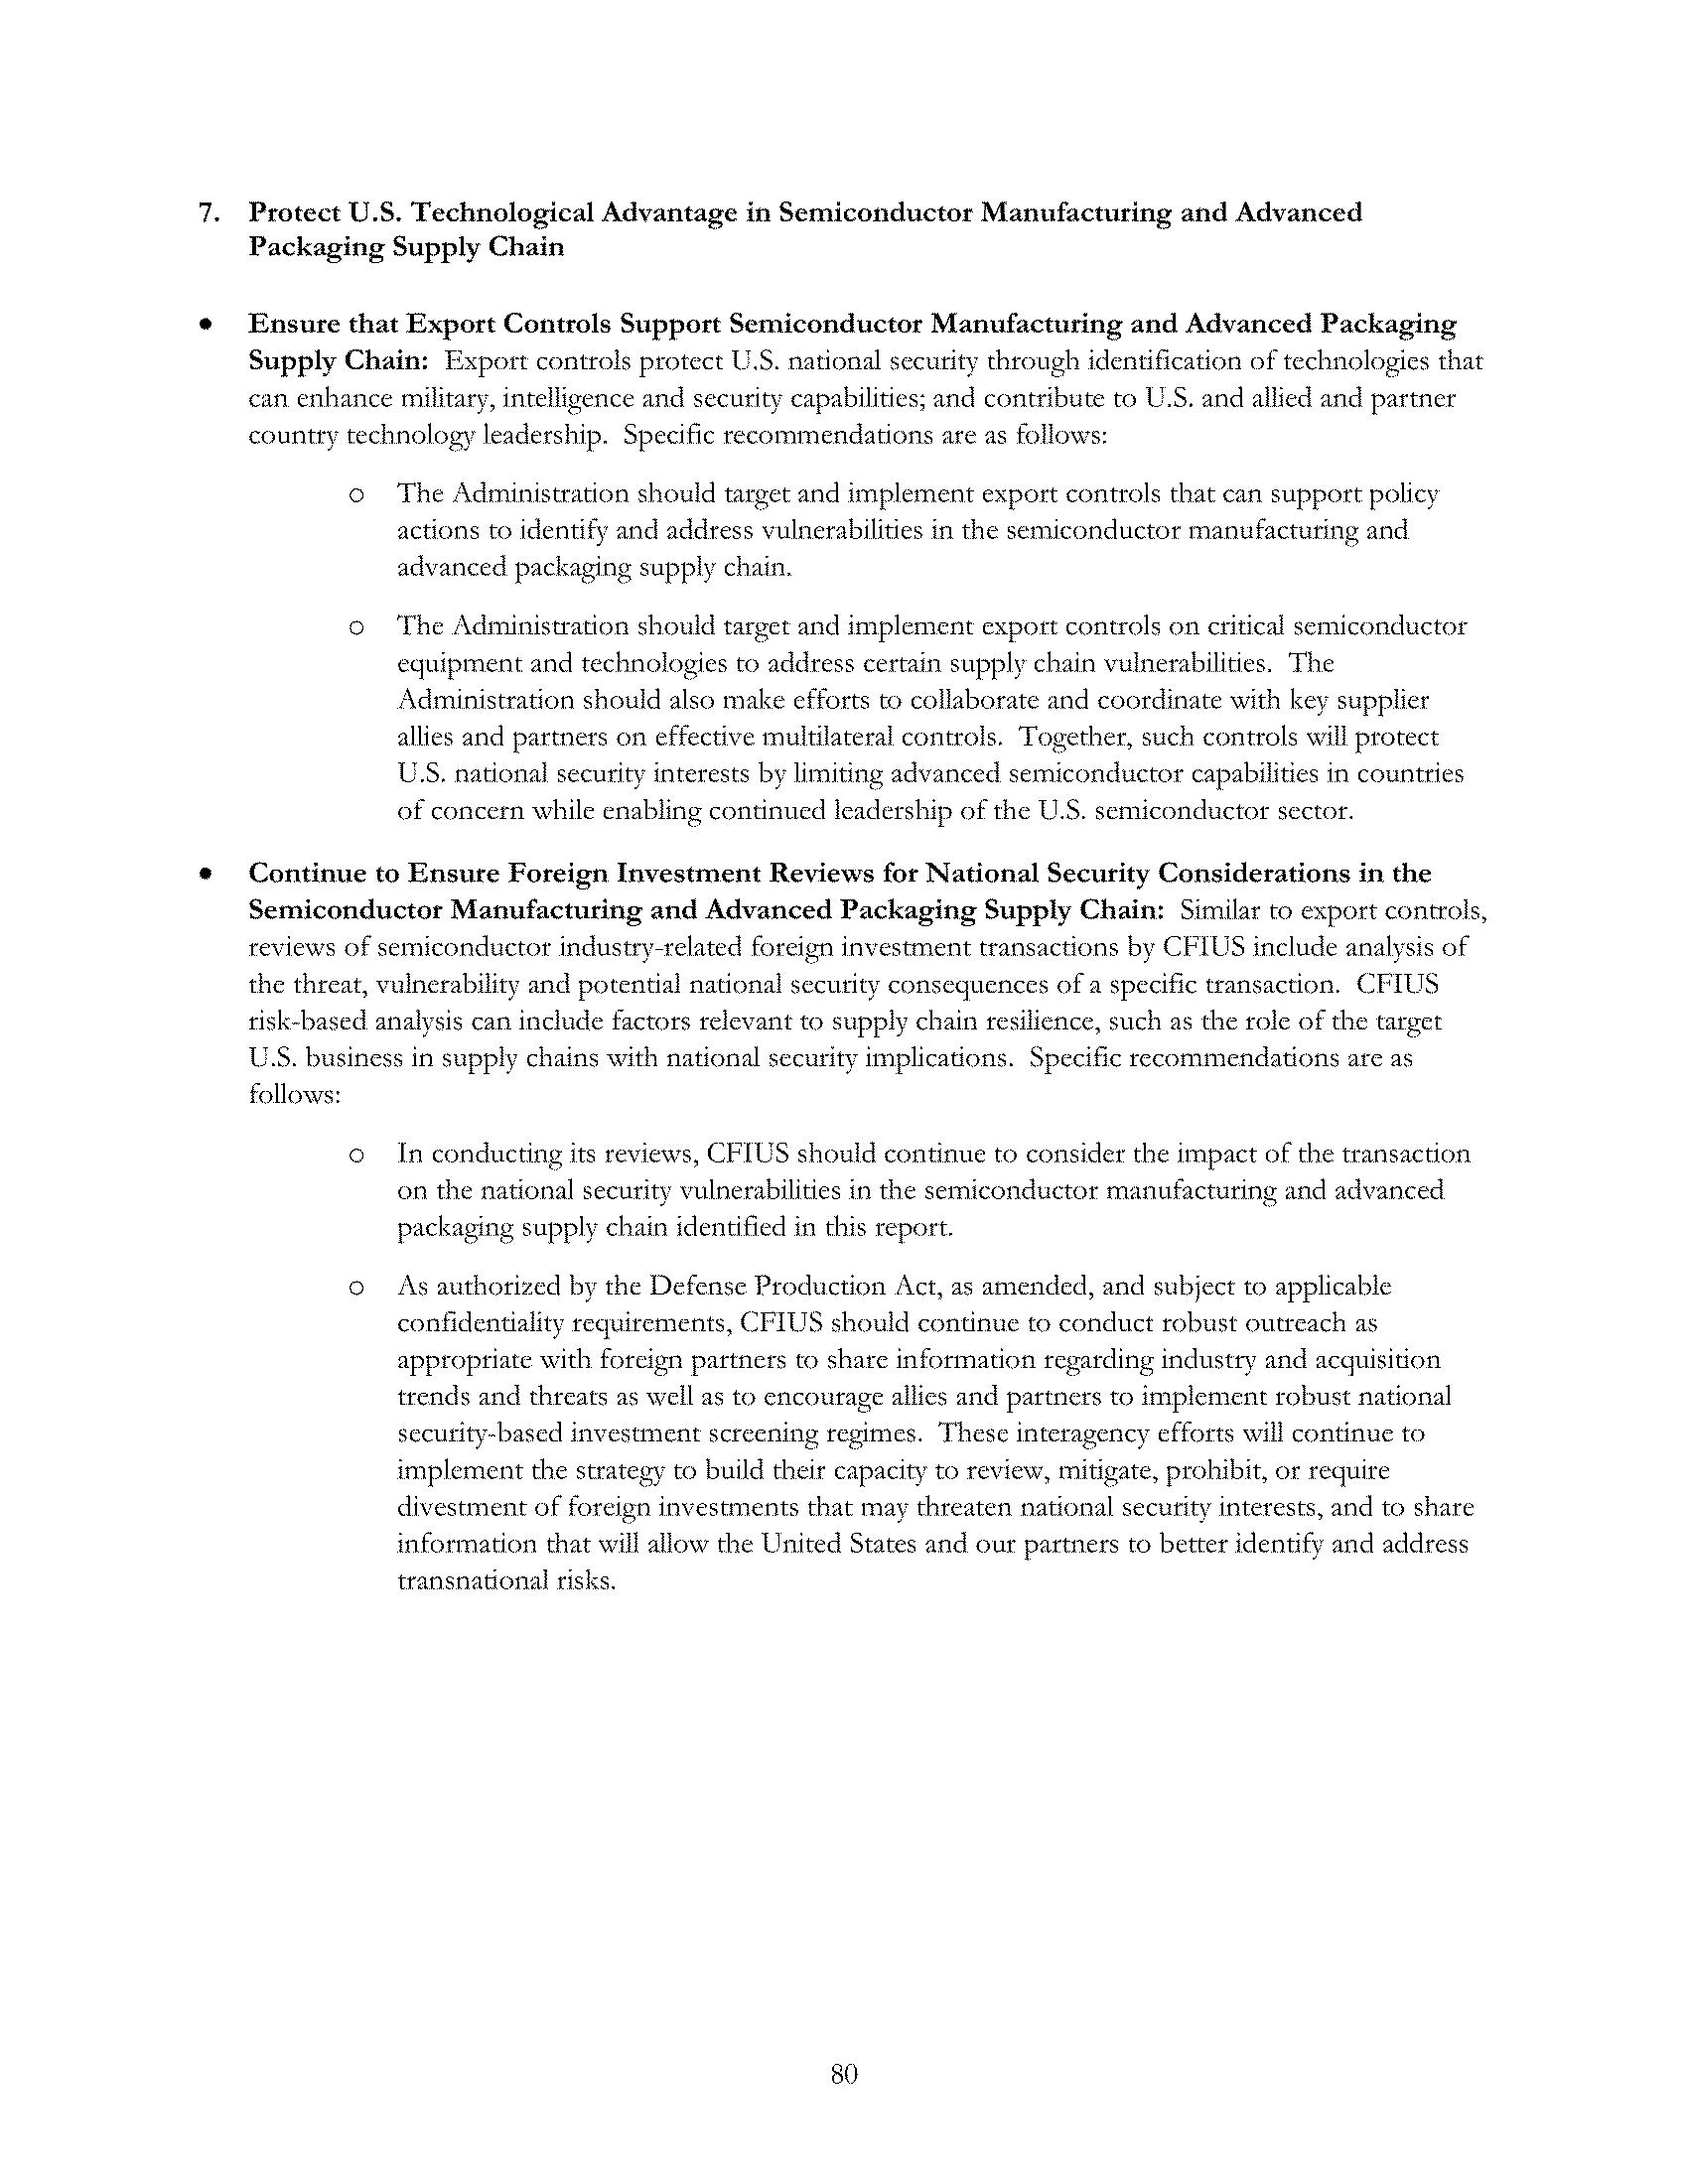 7. Protect U.S. Technological Advantage in Semiconductor Manufacturing and Advanced
Packaging Supply Chain
• Ensure that Export Controls Support Semiconductor Manufacturing and Advanced Packaging
Supply Chain: Export controls protect U.S. national security through identification of technologies that
can enhance military, intelligence and security capabilities; and contribute to U.S. and allied and partner
country technology leadership. Specific recommendations are as follows:
o The Administration should target and implement export controls that can support policy
actions to identify and address vulnerabilities in the semiconductor manufacturing and
advanced packaging supply chain.
o The Administration should target and implement export controls on critical semiconductor
equipment and technologies to address certain supply chain vulnerabilities. The
Administration should also make efforts to collaborate and coordinate with key supplier
allies and partners on effective multilateral controls. Together, such controls will protect
U.S. national security interests by limiting advanced semiconductor capabilities in countries
of concern while enabling continued leadership of the U.S. semiconductor sector.
• Continue to Ensure Foreign Investment Reviews for National Security Considerations in the
Semiconductor Manufacturing and Advanced Packaging Supply Chain: Similar to export controls,
reviews of semiconductor industry-related foreign investment transactions by CFIUS include analysis of
the threat, vulnerability and potential national security consequences of a specific transaction. CFIUS
risk-based analysis can include factors relevant to supply chain resilience, such as the role of the target
U.S. business in supply chains with national security implications. Specific recommendations are as
follows:
o In conducting its reviews, CFIUS should continue to consider the impact of the transaction
on the national security vulnerabilities in the semiconductor manufacturing and advanced
packaging supply chain identified in this report.
o As authorized by the Defense Production Act, as amended, and subject to applicable
confidentiality requirements, CFIUS should continue to conduct robust outreach as
appropriate with foreign partners to share information regarding industry and acquisition
trends and threats as well as to encourage allies and partners to implement robust national
security-based investment screening regimes. These interagency efforts will continue to
implement the strategy to build their capacity to review, mitigate, prohibit, or require
divestment of foreign investments that may threaten national security interests, and to share
information that will allow the United States and our partners to better identify and address
transnational risks.
80